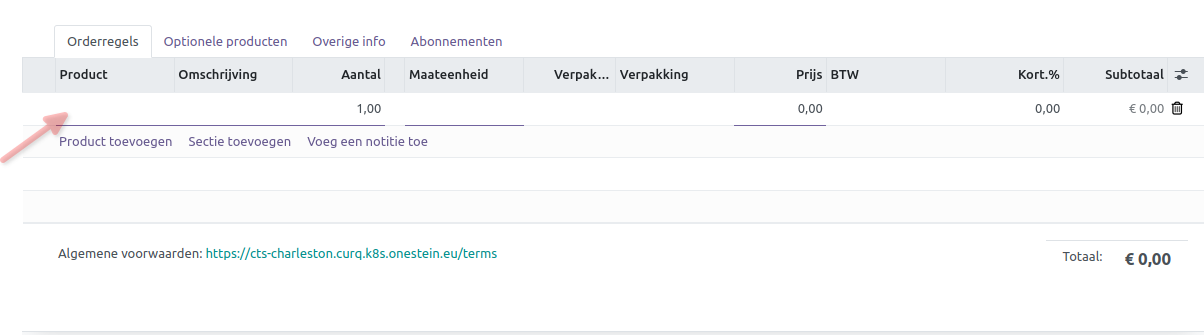 Orderregels Optionele producten Overige info Abonnementen
Product Omschrijving Aantal Maateenheid Verpak... Verpakking Prijs BTW Kort.% Subtotaal
1,00 0,00 0,00 € 0,00
Product toevoegen Sectie toevoegen Voeg een notitie toe
Algemene voorwaarden: https://cts-charleston.curq.k8s.onestein.eu/terms Totaal: € 0,00